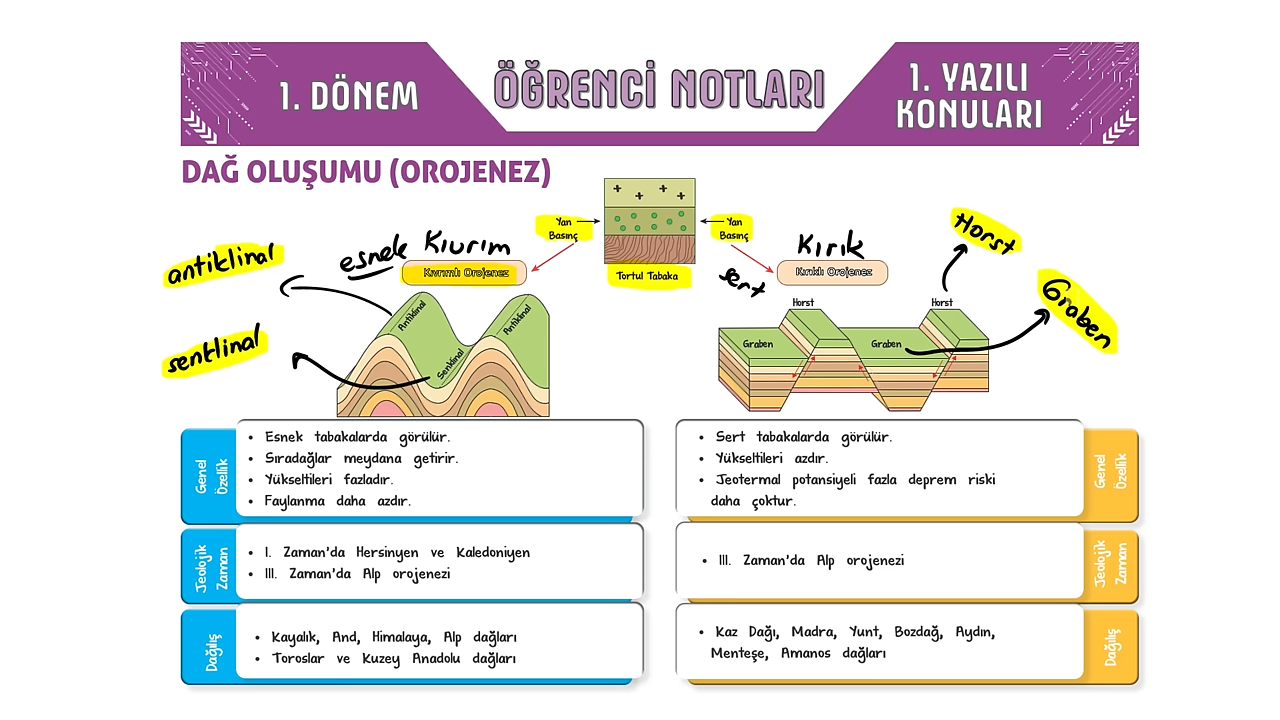 1. DÖNEM
ÖĞRENCİ NOTLARI
1. YAZILI
KONULARI
DAĞ OLUŞUMU (OROJENEZ)
Yan
Basınç
Yan
Basınç
Tortul Tabaka
antiklinal
esnek Kıvrım
Kıvrımlı Orojenez
senklinal
Antiklinal
Antiklinal
Senklinal
Kırık
Kırıklı Orojenez
sert
Horst
Graben
Horst
Horst
Graben
Graben
Genel
Özellik
• Esnek tabakalarda görülür.
• Sıradağlar meydana getirir.
• Yükseltileri fazladır.
• Faylanma daha azdır.
• Sert tabakalarda görülür.
• Yükseltileri azdır.
• Jeotermal potansiyeli fazla deprem riski
daha çoktur.
Genel
Özellik
Jeolojik
Zaman
• I. Zaman'da Hersinyen ve Kaledoniyen
• III. Zaman'da Alp orojenezi
• III. Zaman'da Alp orojenezi
Jeolojik
Zaman
Dağılış
• Kayalık, And, Himalaya, Alp dağları
• Toroslar ve Kuzey Anadolu dağları
• Kaz Dağı, Madra, Yunt, Bozdağ, Aydın,
Menteşe, Amanos dağları
Dağılış